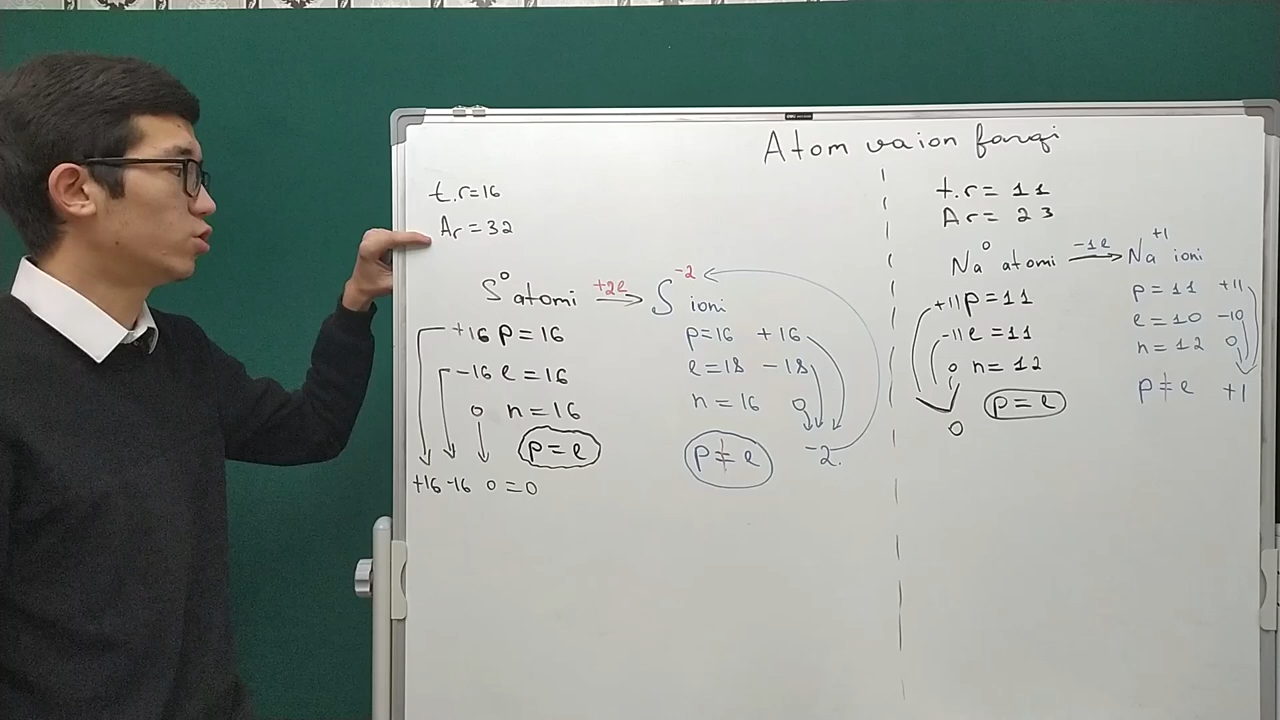 Atom va ion farqi
t.r=16
Ar=32
S⁰ atomi +2e → S⁻² ioni
+16 p=16
-16 e=16
0 n=16
p=e
+16 -16 0=0
p=16 +16
e=18 -18
n=16 0
p≠e -2.
t.r= 11
Ar= 23
Na⁰ atomi -1e → Na⁺¹ ioni
+11 p=11
-11 e=11
0 n=12
p=e
0
p=11 +11
e=10 -10
n=12 0
p≠e +1